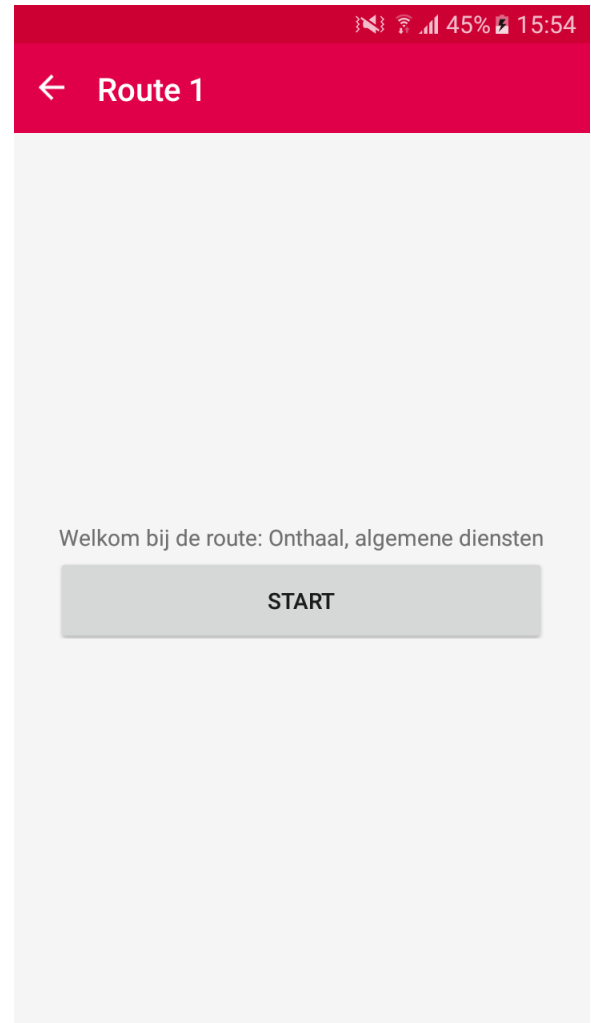 45% 15:54
Route 1
Welkom bij de route: Onthaal, algemene diensten
START